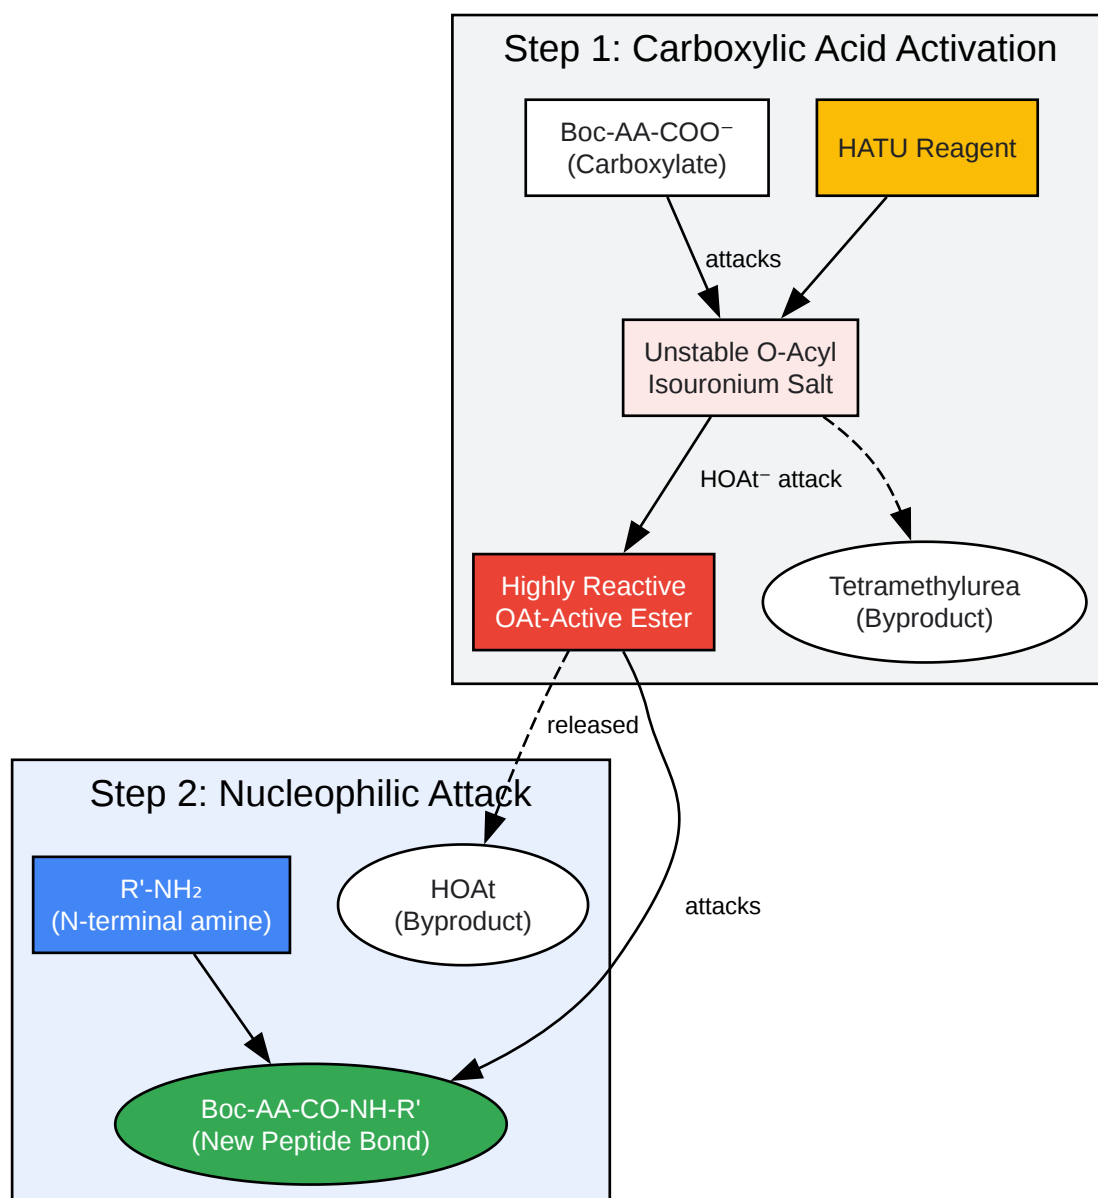 Step 1: Carboxylic Acid Activation
Boc-AA-COO⁻
(Carboxylate)
HATU Reagent
attacks
Unstable O-Acyl
Isouronium Salt
HOAt⁻ attack
Highly Reactive
OAt-Active Ester
Tetramethylurea
(Byproduct)
released
Step 2: Nucleophilic Attack
R'-NH₂
(N-terminal amine)
HOAt
(Byproduct)
attacks
Boc-AA-CO-NH-R'
(New Peptide Bond)